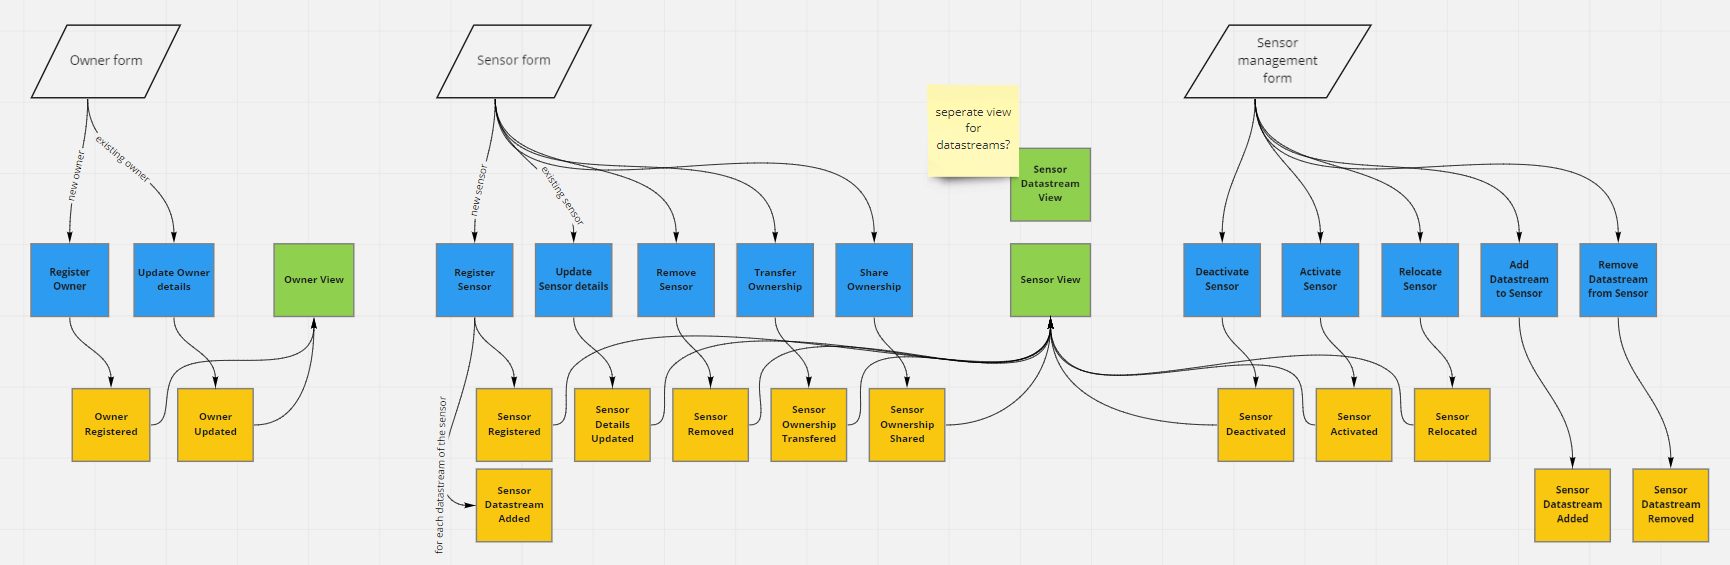 Owner form
Sensor form
Sensor
management
form
seperate view
for
datastreams?
new owner
existing owner
new sensor
existing sensor
Sensor
Datastream
View
Register
Owner
Update Owner
details
Owner View
Register
Sensor
Update
Sensor details
Remove
Sensor
Transfer
Ownership
Share
Ownership
Sensor View
Deactivate
Sensor
Activate
Sensor
Relocate
Sensor
Add
Datastream
to Sensor
Remove
Datastream
from Sensor
Owner
Registered
Owner
Updated
for each datastream of the sensor
Sensor
Registered
Sensor
Details
Updated
Sensor
Removed
Sensor
Ownership
Transfered
Sensor
Ownership
Shared
Sensor
Deactivated
Sensor
Activated
Sensor
Relocated
Sensor
Datastream
Added
Sensor
Datastream
Added
Sensor
Datastream
Removed